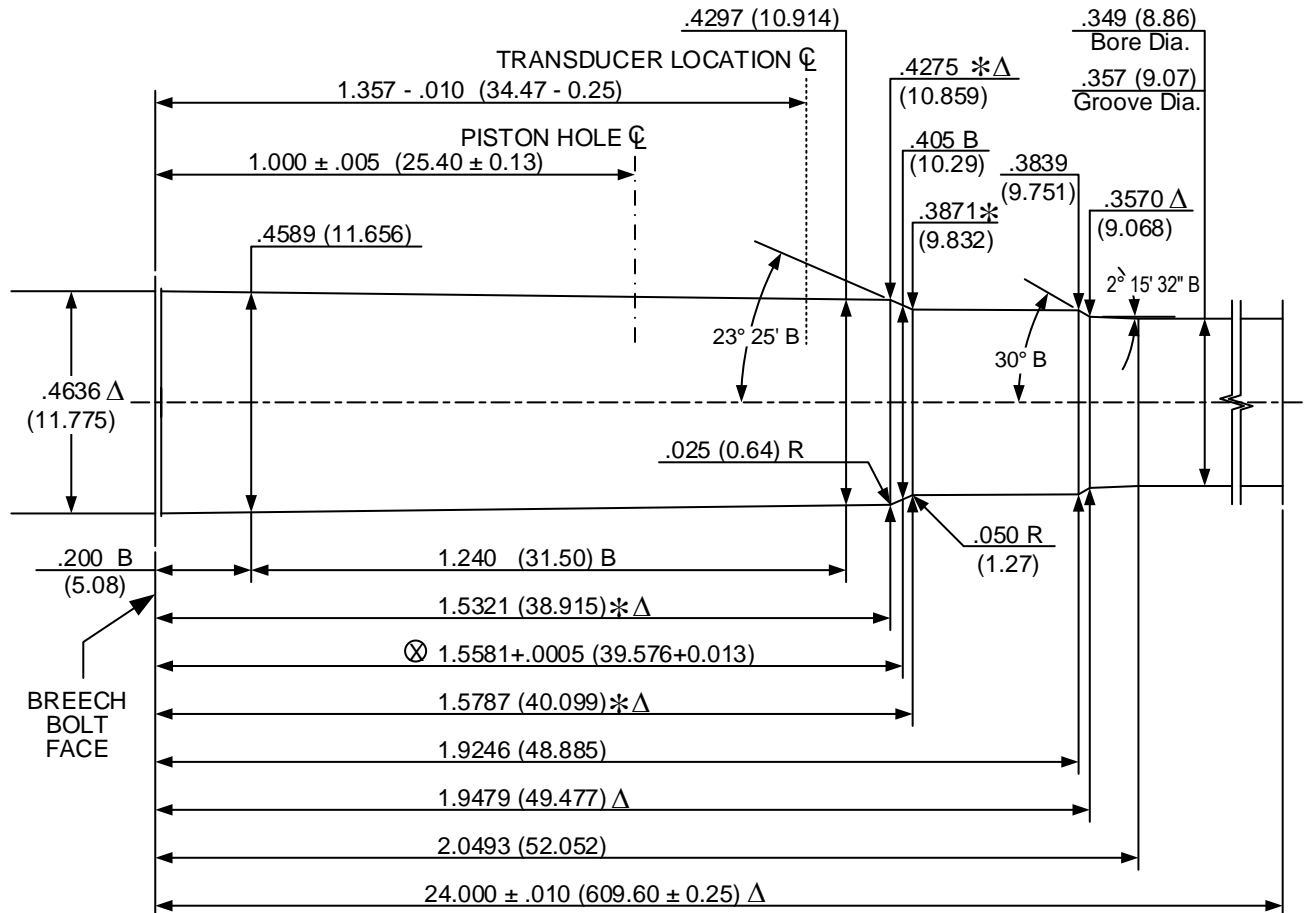 .4297 (10.914)
.349 (8.86)
Bore Dia.
.357 (9.07)
Groove Dia.
TRANSDUCER LOCATION ℄
1.357 - .010 (34.47 - 0.25)
.4275 ✻Δ
(10.859)
PISTON HOLE ℄
1.000 ± .005 (25.40 ± 0.13)
.405 B
(10.29)
.3839
(9.751)
.3871✻
(9.832)
.3570 Δ
(9.068)
.4589 (11.656)
2° 15' 32" B
23° 25' B
30° B
.4636 Δ
(11.775)
.025 (0.64) R
.050 R
(1.27)
.200 B
(5.08)
1.240 (31.50) B
1.5321 (38.915)✻Δ
Ⓧ 1.5581+.0005 (39.576+0.013)
BREECH
BOLT
FACE
1.5787 (40.099)✻Δ
1.9246 (48.885)
1.9479 (49.477) Δ
2.0493 (52.052)
24.000 ± .010 (609.60 ± 0.25) Δ